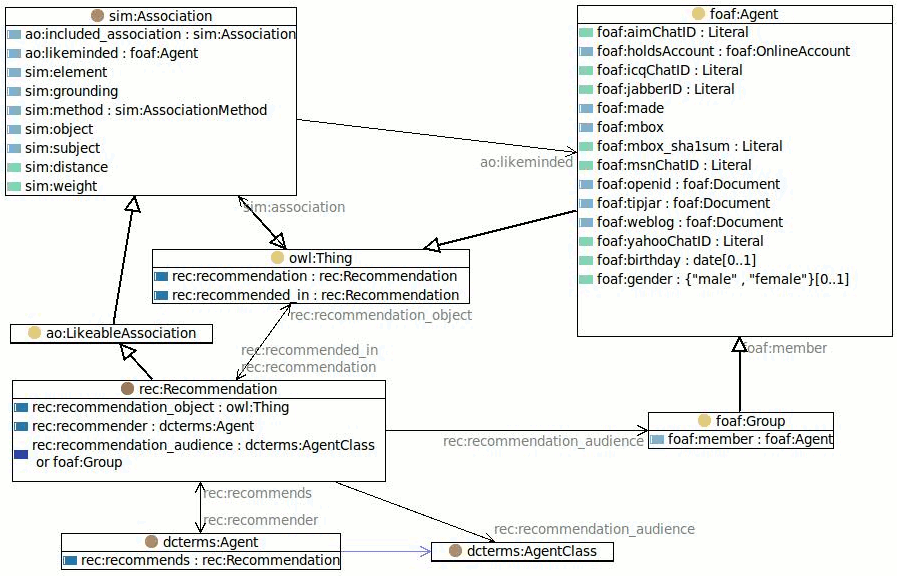 sim:Association
ao:included_association : sim:Association
ao:likeminded : foaf:Agent
sim:element
sim:grounding
sim:method : sim:AssociationMethod
sim:object
sim:subject
sim:distance
sim:weight
foaf:Agent
foaf:aimChatID : Literal
foaf:holdsAccount : foaf:OnlineAccount
foaf:icqChatID : Literal
foaf:jabberID : Literal
foaf:made
foaf:mbox
foaf:mbox_sha1sum : Literal
foaf:msnChatID : Literal
foaf:openid : foaf:Document
foaf:tipjar : foaf:Document
foaf:weblog : foaf:Document
foaf:yahooChatID : Literal
foaf:birthday : date[0..1]
foaf:gender : {"male" , "female"}[0..1]
ao:likeminded
sim:association
owl:Thing
rec:recommendation : rec:Recommendation
rec:recommended_in : rec:Recommendation
rec:recommendation_object
ao:LikeableAssociation
rec:recommended_in
rec:recommendation
foaf:member
rec:Recommendation
rec:recommendation_object : owl:Thing
rec:recommender : dcterms:Agent
rec:recommendation_audience : dcterms:AgentClass
or foaf:Group
rec:recommendation_audience
foaf:Group
foaf:member : foaf:Agent
rec:recommends
rec:recommender
rec:recommendation_audience
dcterms:Agent
rec:recommends : rec:Recommendation
dcterms:AgentClass